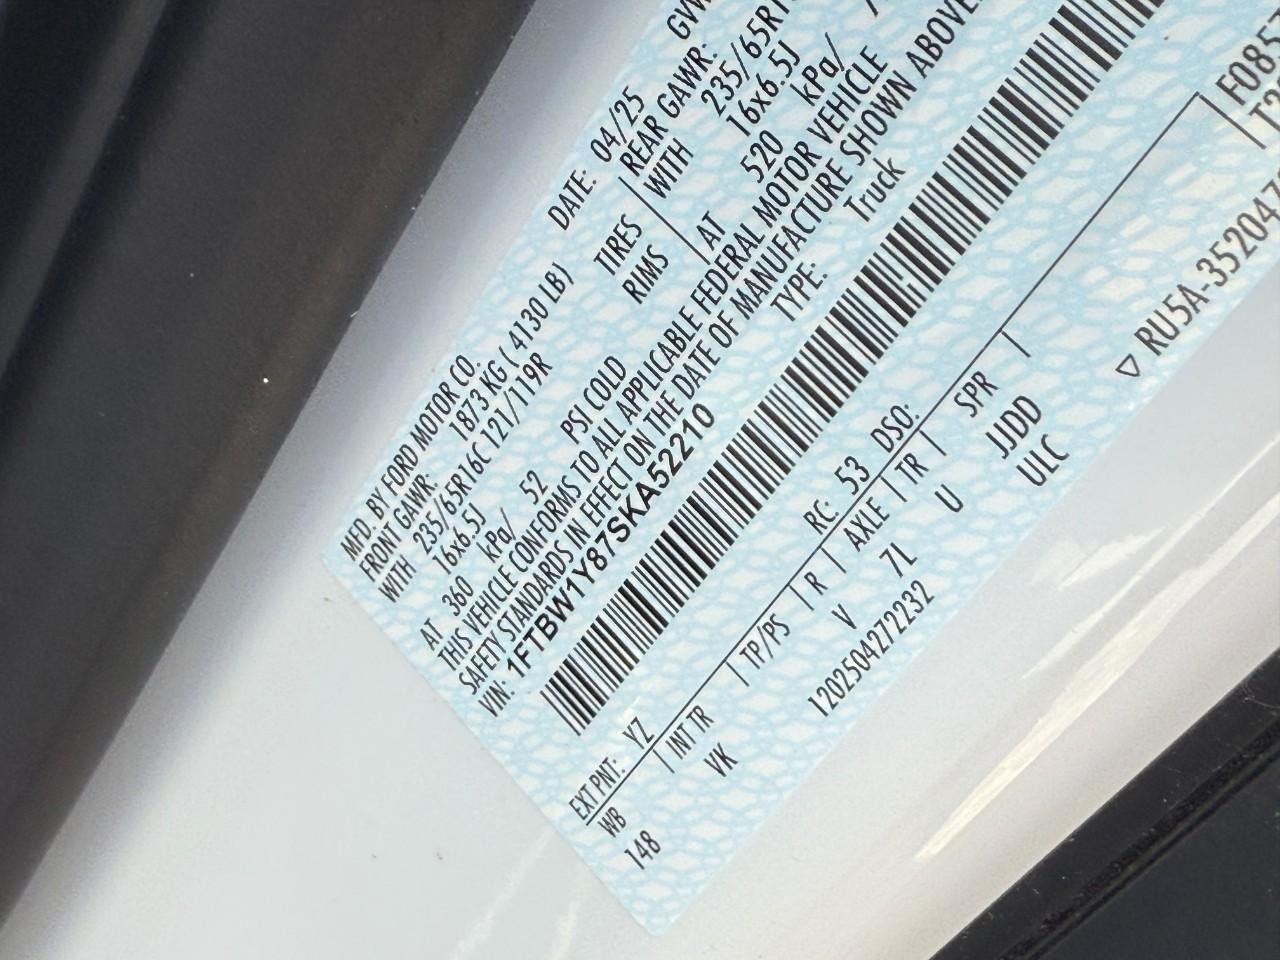 MFD. BY FORD MOTOR CO.
DATE: 04/25
FRONT GAWR: 1873 KG ( 4130 LB)
REAR GAWR:
WITH 235/65R16C 121/119R TIRES
WITH 235/65R
16x6.5J RIMS
16x6.5J
AT 360 kPa/ 52 PSI COLD
AT 520 kPa/
THIS VEHICLE CONFORMS TO ALL APPLICABLE FEDERAL MOTOR VEHICLE
SAFETY STANDARDS IN EFFECT ON THE DATE OF MANUFACTURE SHOWN ABOVE.
VIN: 1FTBW1Y87SKA52210
TYPE: Truck
EXT PNT: YZ RC: 53 DSO:
WB INT TR TP/PS R AXLE TR SPR
148 VK V 7L U JJDD
1202504272232 ULC
F085
RU5A-352047